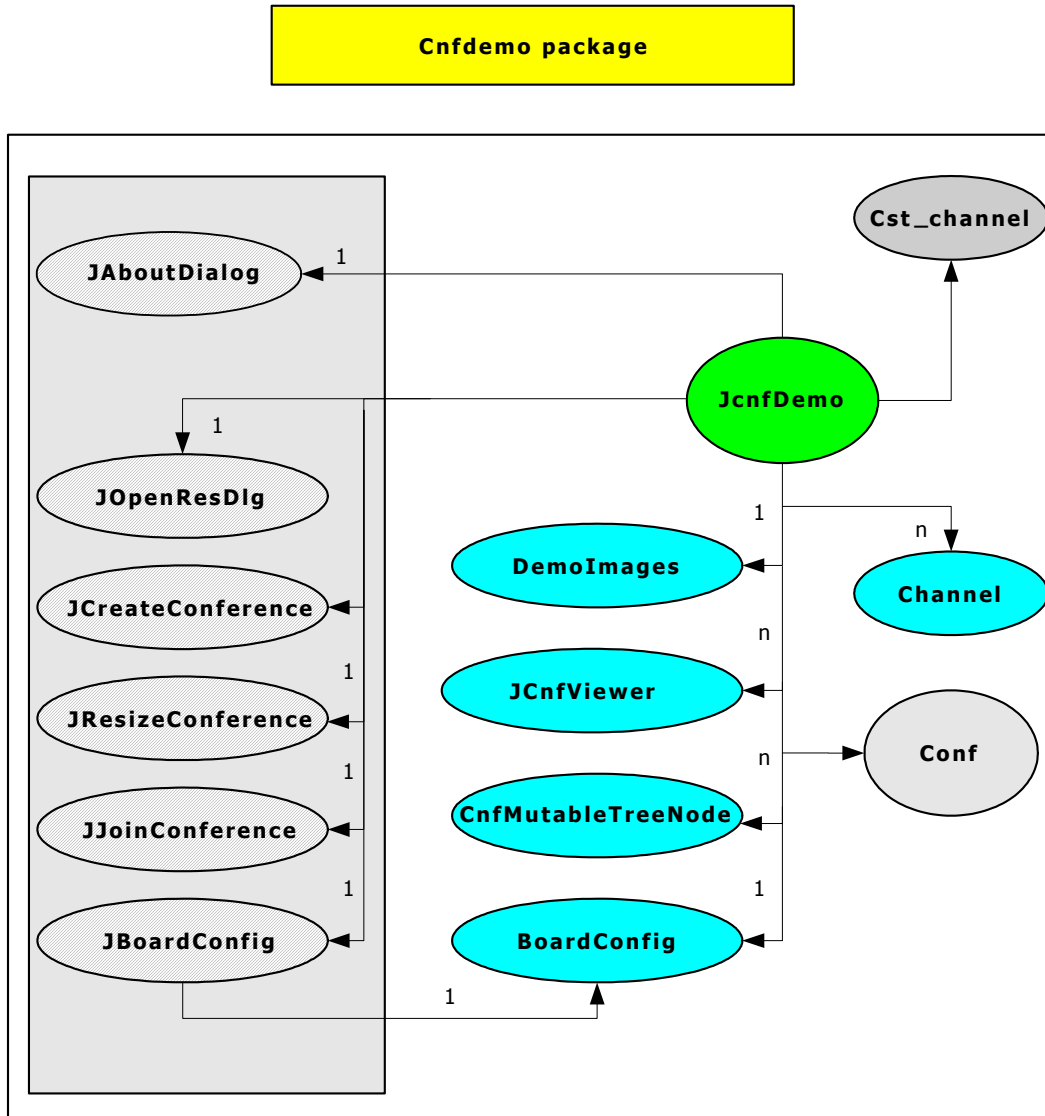 Cnfdemo package
Cst_channel
JAboutDialog
1
JcnfDemo
1
JOpenResDlg
1
n
DemoImages
Channel
JCreateConference
n
1
JCnfViewer
JResizeConference
n
Conf
1
CnfMutableTreeNode
JJoinConference
1
1
JBoardConfig
BoardConfig
1